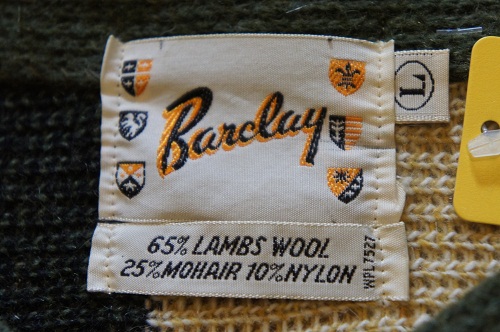 Barclay
L
65% LAMBS WOOL
25% MOHAIR 10% NYLON
WPL 7527